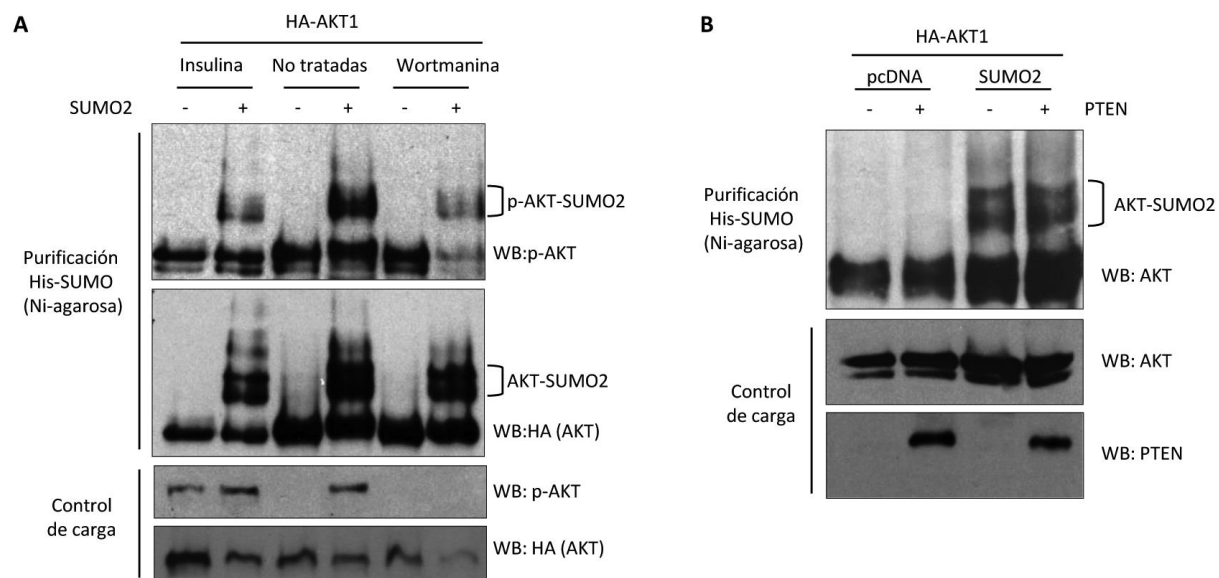 A
HA-AKT1
Insulina No tratadas Wortmanina
SUMO2 - + - + - +
Purificación
His-SUMO
(Ni-agarosa)
p-AKT-SUMO2
WB:p-AKT
AKT-SUMO2
WB:HA (AKT)
Control
de carga
WB: p-AKT
WB: HA (AKT)
B
HA-AKT1
pcDNA SUMO2
- + - + PTEN
Purificación
His-SUMO
(Ni-agarosa)
AKT-SUMO2
WB: AKT
Control
de carga
WB: AKT
WB: PTEN